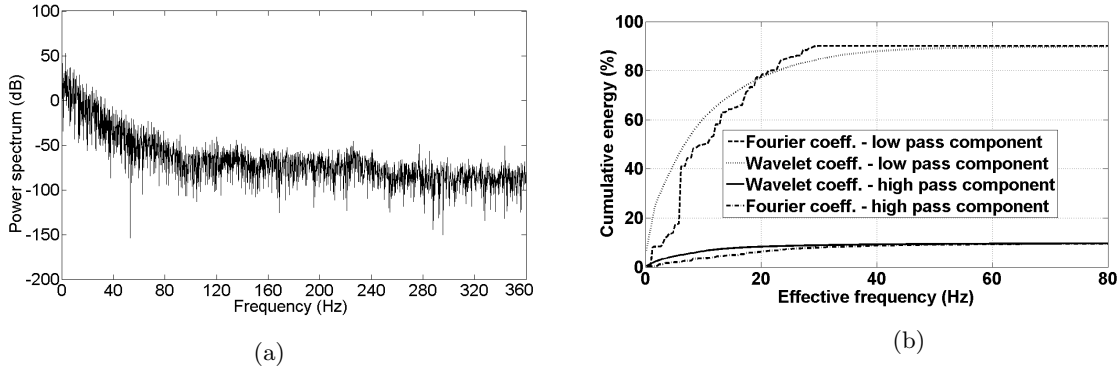 100
50
0
-50
-100
-150
-200
Power spectrum (dB)
0 40 80 120 160 200 240 280 320 360
Frequency (Hz)
(a)
100
80
60
40
20
0
Cumulative energy (%)
Fourier coeff. - low pass component
Wavelet coeff. - low pass component
Wavelet coeff. - high pass component
Fourier coeff. - high pass component
0 20 40 60 80
Effective frequency (Hz)
(b)